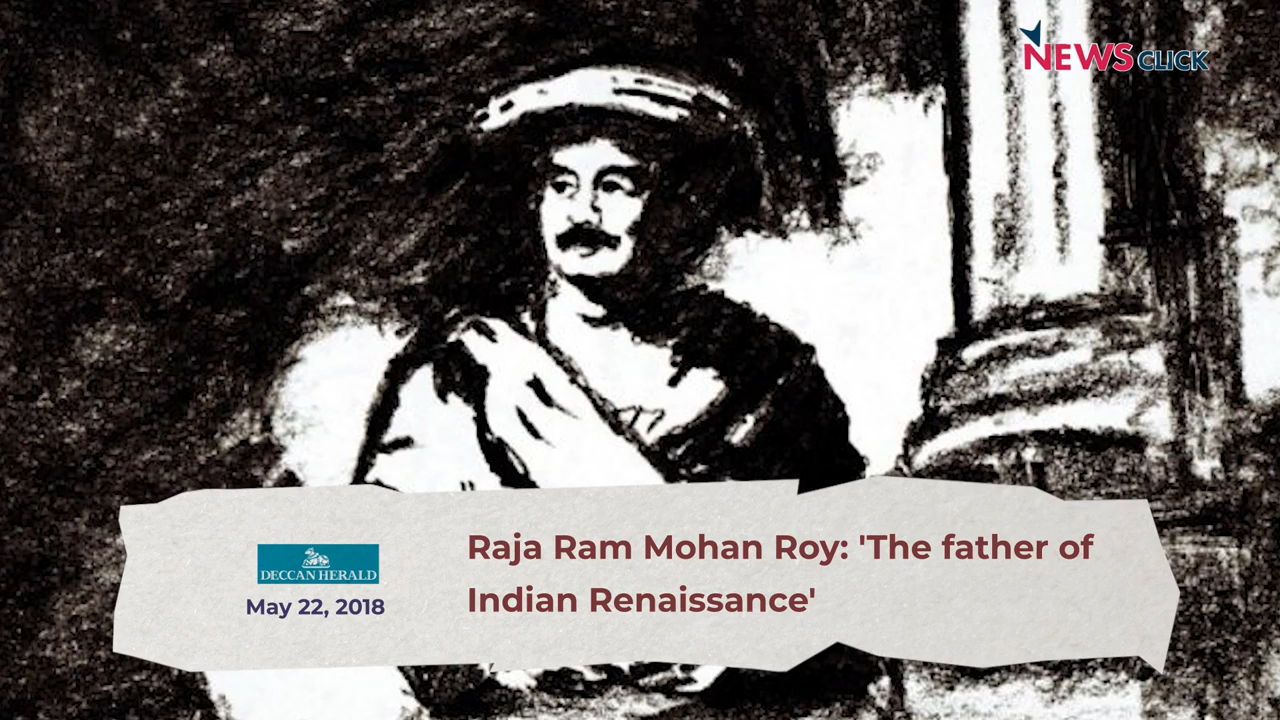 NEWSCLICK
DECCAN HERALD
May 22, 2018
Raja Ram Mohan Roy: 'The father of
Indian Renaissance'